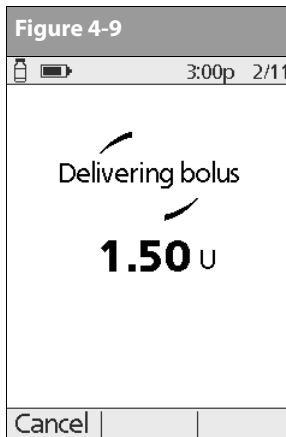 Figure 4-9
3:00p 2/11
Delivering bolus
1.50 U
Cancel